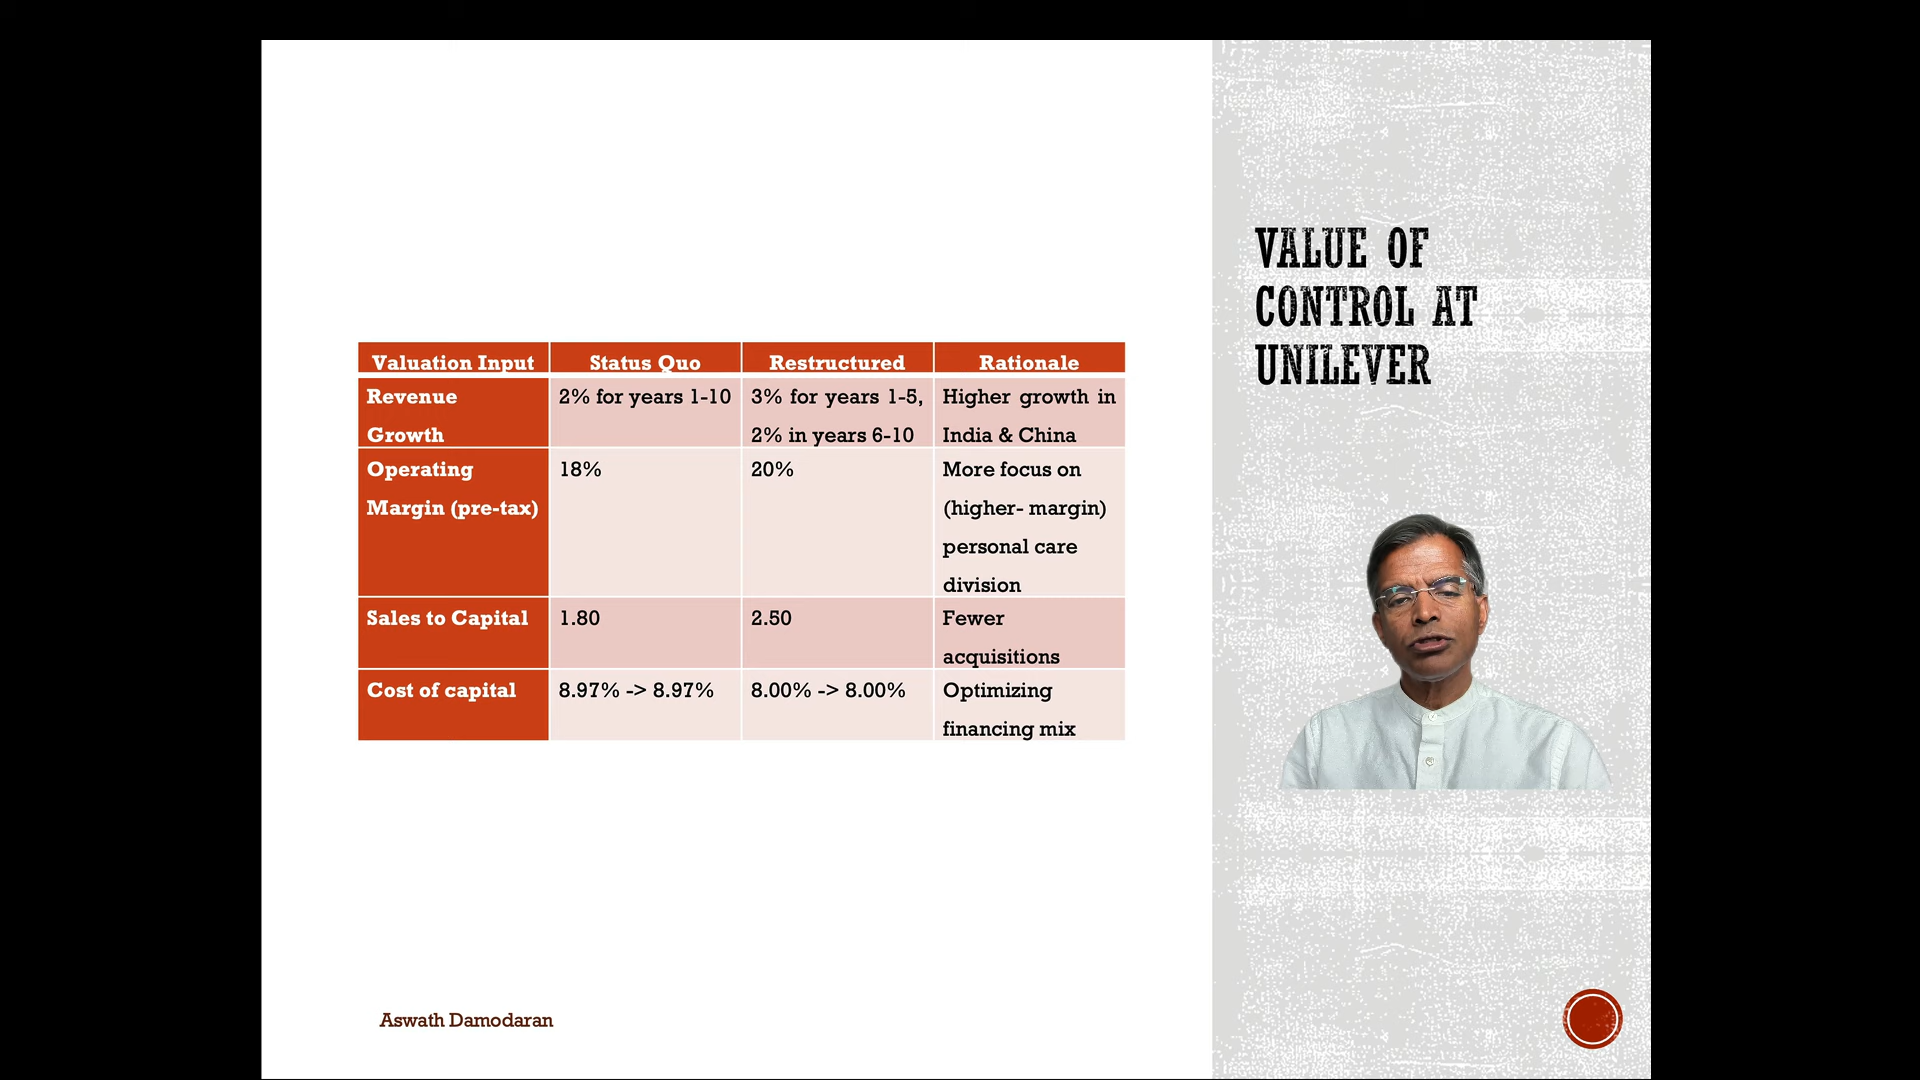 VALUE OF
CONTROL AT
UNILEVER
Valuation Input Status Quo Restructured Rationale
Revenue Growth 2% for years 1-10 3% for years 1-5, 2% in years 6-10 Higher growth in India & China
Operating Margin (pre-tax) 18% 20% More focus on (higher- margin) personal care division
Sales to Capital 1.80 2.50 Fewer acquisitions
Cost of capital 8.97% -> 8.97% 8.00% -> 8.00% Optimizing financing mix
Aswath Damodaran